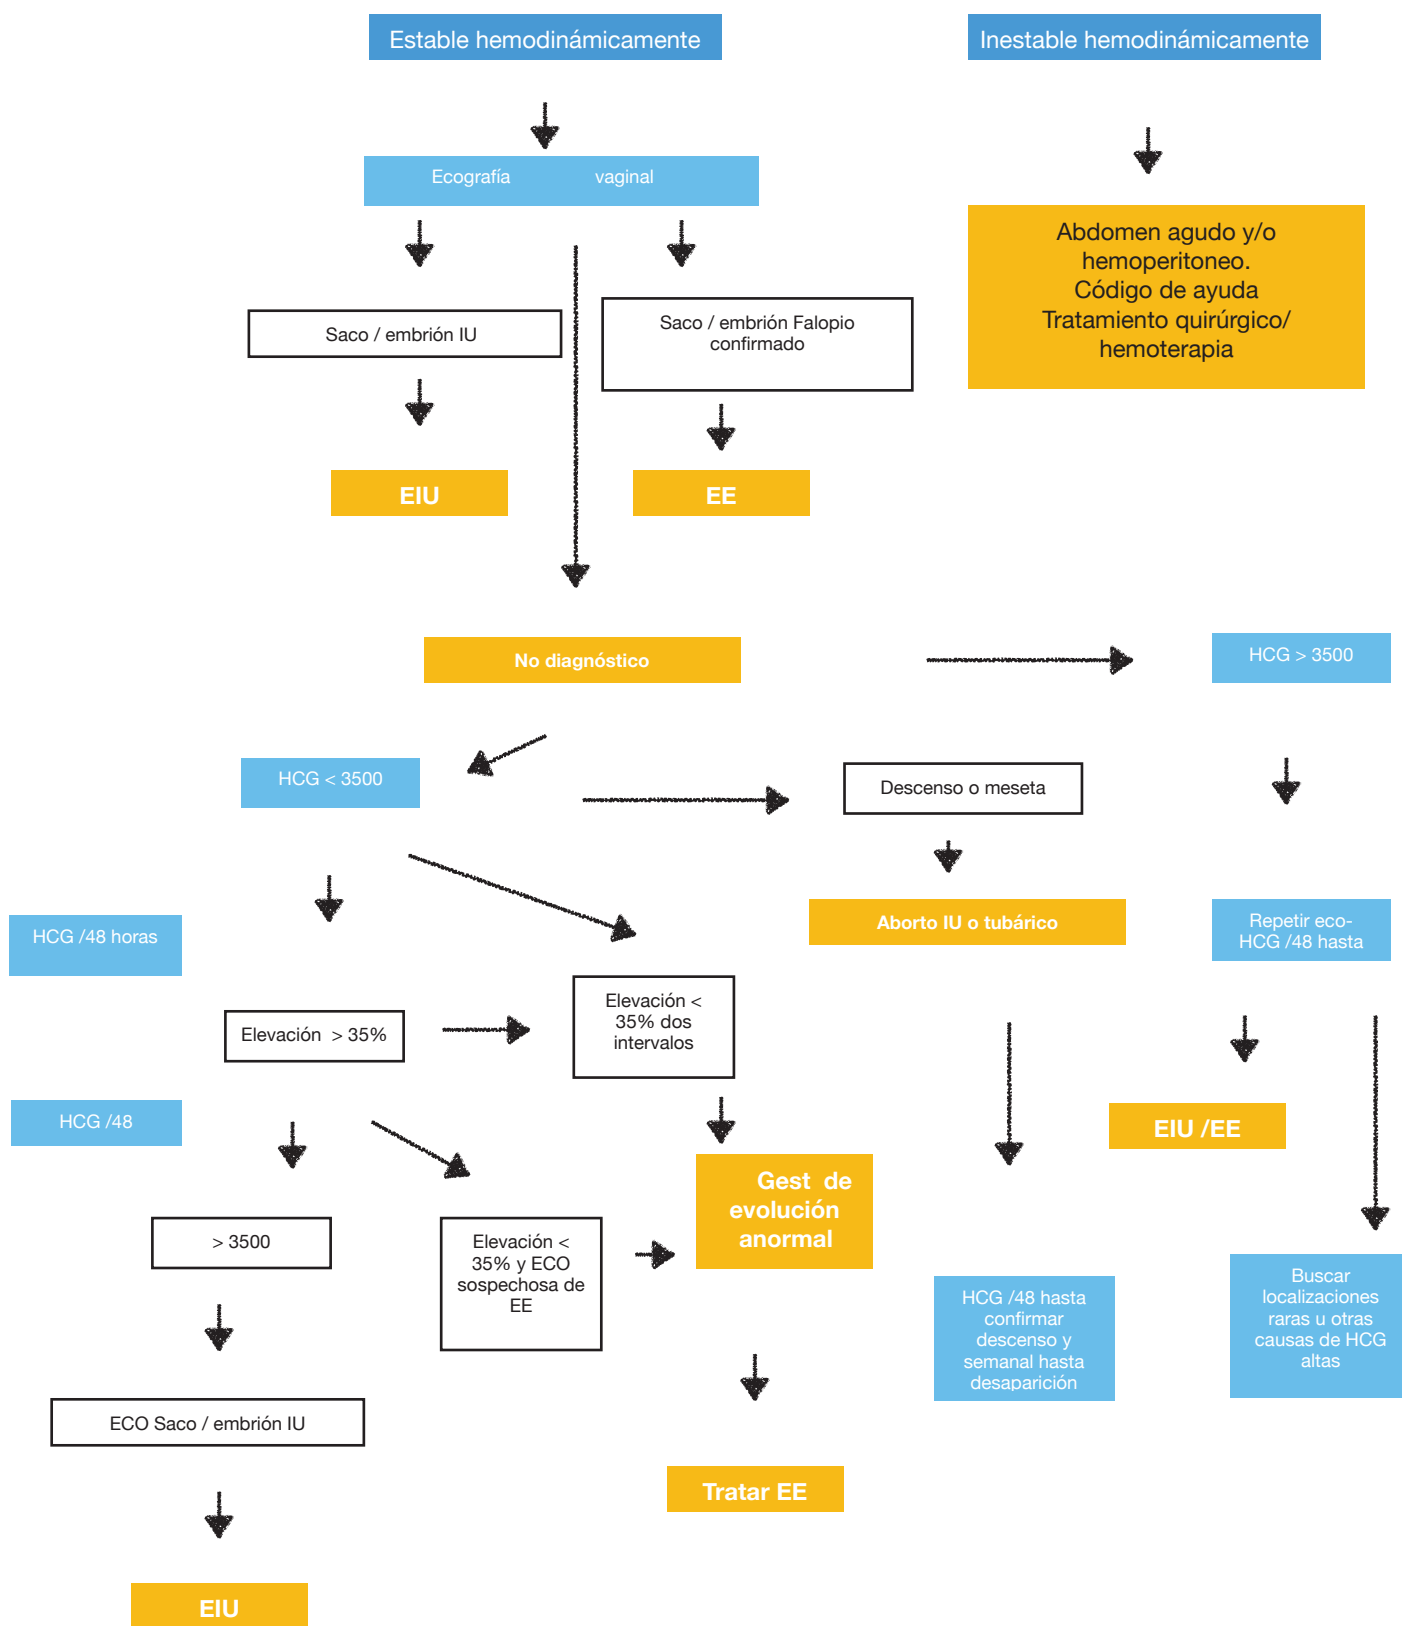 Estable hemodinámicamente
Inestable hemodinámicamente
Ecografía vaginal
Abdomen agudo y/o
hemoperitoneo.
Código de ayuda
Tratamiento quirúrgico/
hemoterapia
Saco / embrión IU
Saco / embrión Falopio
confirmado
EIU
EE
No diagnóstico
HCG > 3500
HCG < 3500
Descenso o meseta
Aborto IU o tubárico
Repetir eco-
HCG /48 hasta
HCG /48 horas
Elevación > 35%
Elevación <
35% dos
intervalos
HCG /48
EIU /EE
Gest de
evolución
anormal
> 3500
Elevación <
35% y ECO
sospechosa de
EE
HCG /48 hasta
confirmar
descenso y
semanal hasta
desaparición
Buscar
localizaciones
raras u otras
causas de HCG
altas
ECO Saco / embrión IU
Tratar EE
EIU